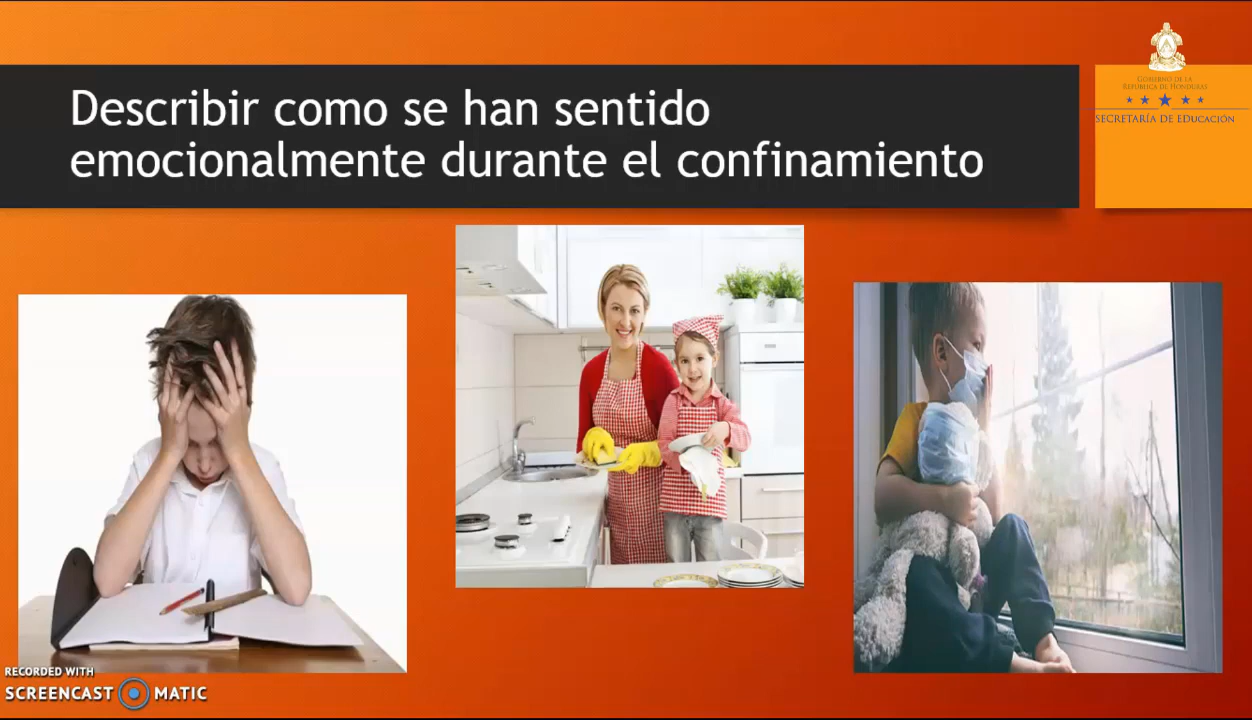 Describir como se han sentido
emocionalmente durante el confinamiento
GOBIERNO DE LA
REPÚBLICA DE HONDURAS
SECRETARÍA DE EDUCACIÓN
RECORDED WITH
SCREENCAST MATIC